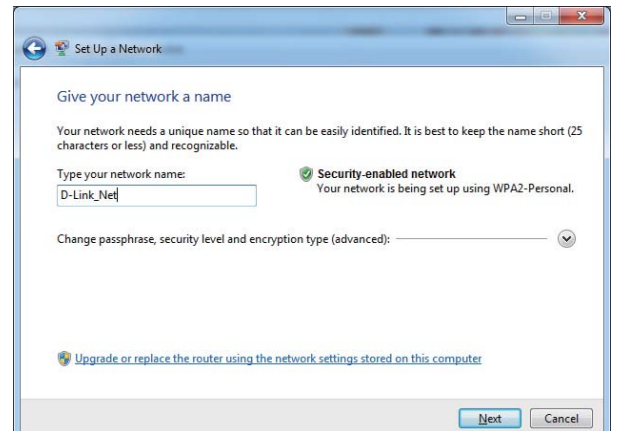 Set Up a Network
Give your network a name
Your network needs a unique name so that it can be easily identified. It is best to keep the name short (25
characters or less) and recognizable.
Type your network name:
Security-enabled network
D-Link_Net
Your network is being set up using WPA2-Personal.
Change passphrase, security level and encryption type (advanced):
Upgrade or replace the router using the network settings stored on this computer
Next
Cancel